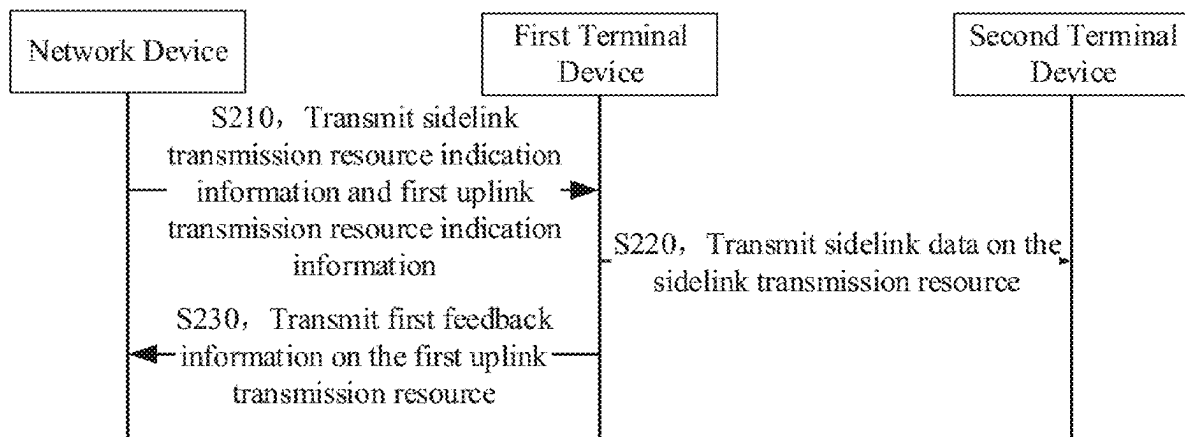 Network Device
First Terminal
Device
Second Terminal
Device
S210, Transmit sidelink
transmission resource indication
information and first uplink
transmission resource indication
information
S220, Transmit sidelink data on the
sidelink transmission resource
S230, Transmit first feedback
information on the first uplink
transmission resource